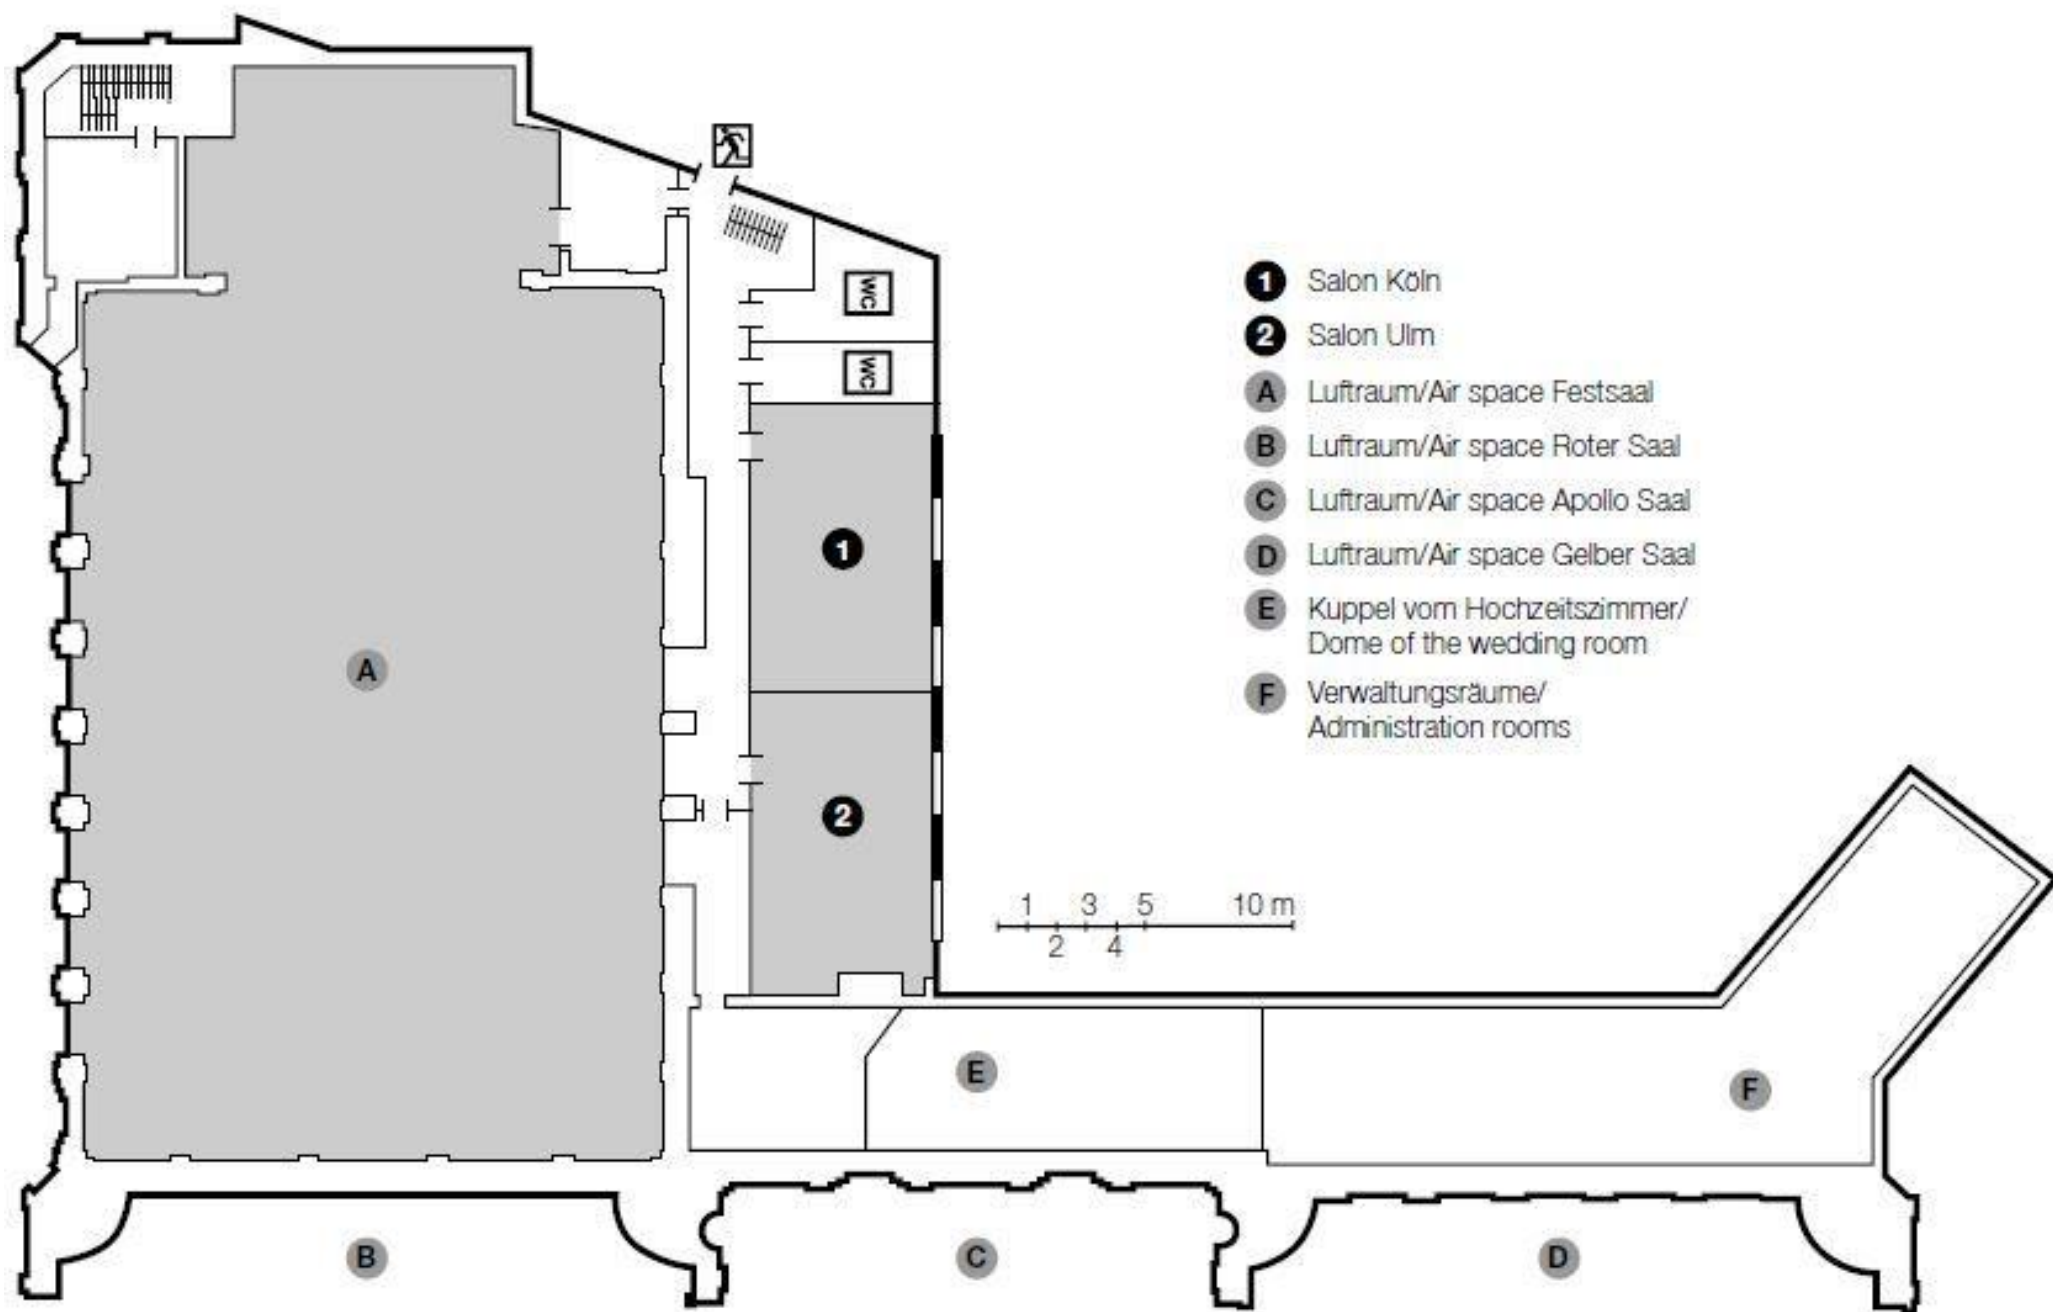 WC
WC
1 Salon Köln
2 Salon Ulm
A Luftraum/Air space Festsaal
B Luftraum/Air space Roter Saal
C Luftraum/Air space Apollo Saal
D Luftraum/Air space Gelber Saal
E Kuppel vom Hochzeitszimmer/
Dome of the wedding room
F Verwaltungsräume/
Administration rooms
1
A
2
1 3 5 10 m
2 4
E
F
B
C
D